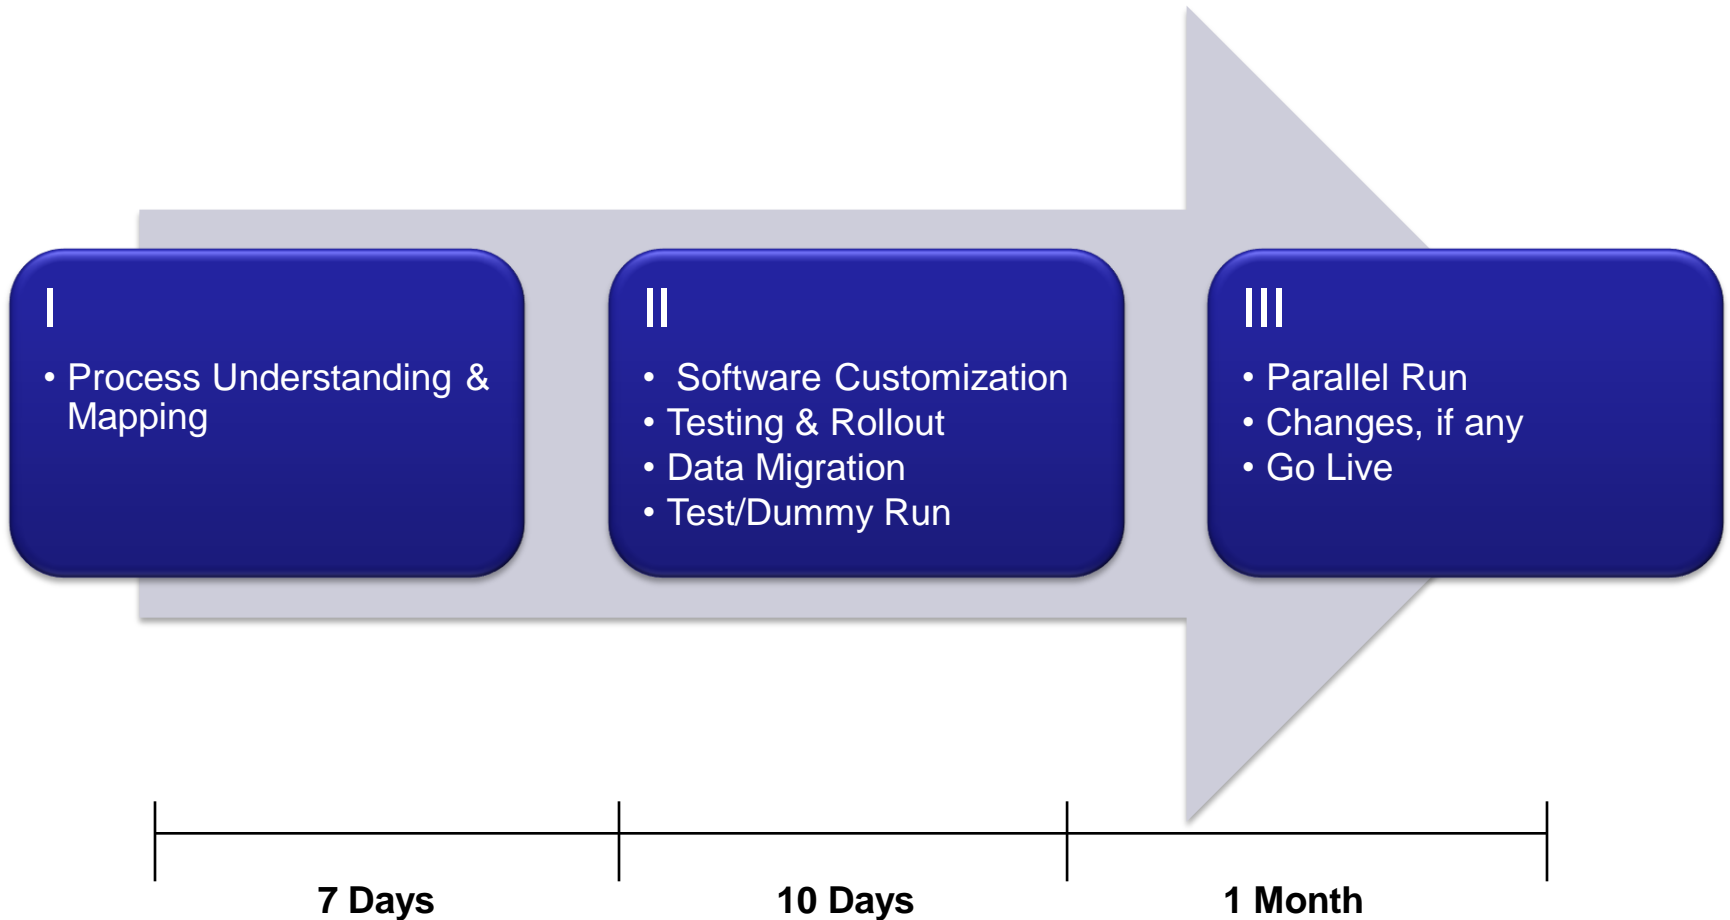 I
• Process Understanding &
Mapping
II
• Software Customization
• Testing & Rollout
• Data Migration
• Test/Dummy Run
III
• Parallel Run
• Changes, if any
• Go Live
7 Days
10 Days
1 Month